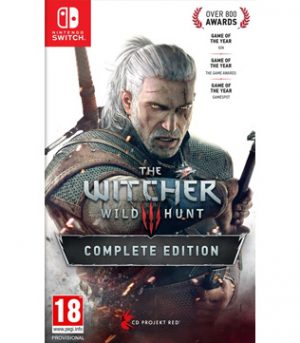 NINTENDO
SWITCH
OVER 800
AWARDS
GAME OF
THE YEAR
IGN
GAME OF
THE YEAR
THE GAME AWARDS
GAME OF
THE YEAR
GAMESPOT
THE
WITCHER
WILD HUNT
III
COMPLETE EDITION
18
www.pegi.info
PROVISIONAL
CD PROJEKT RED